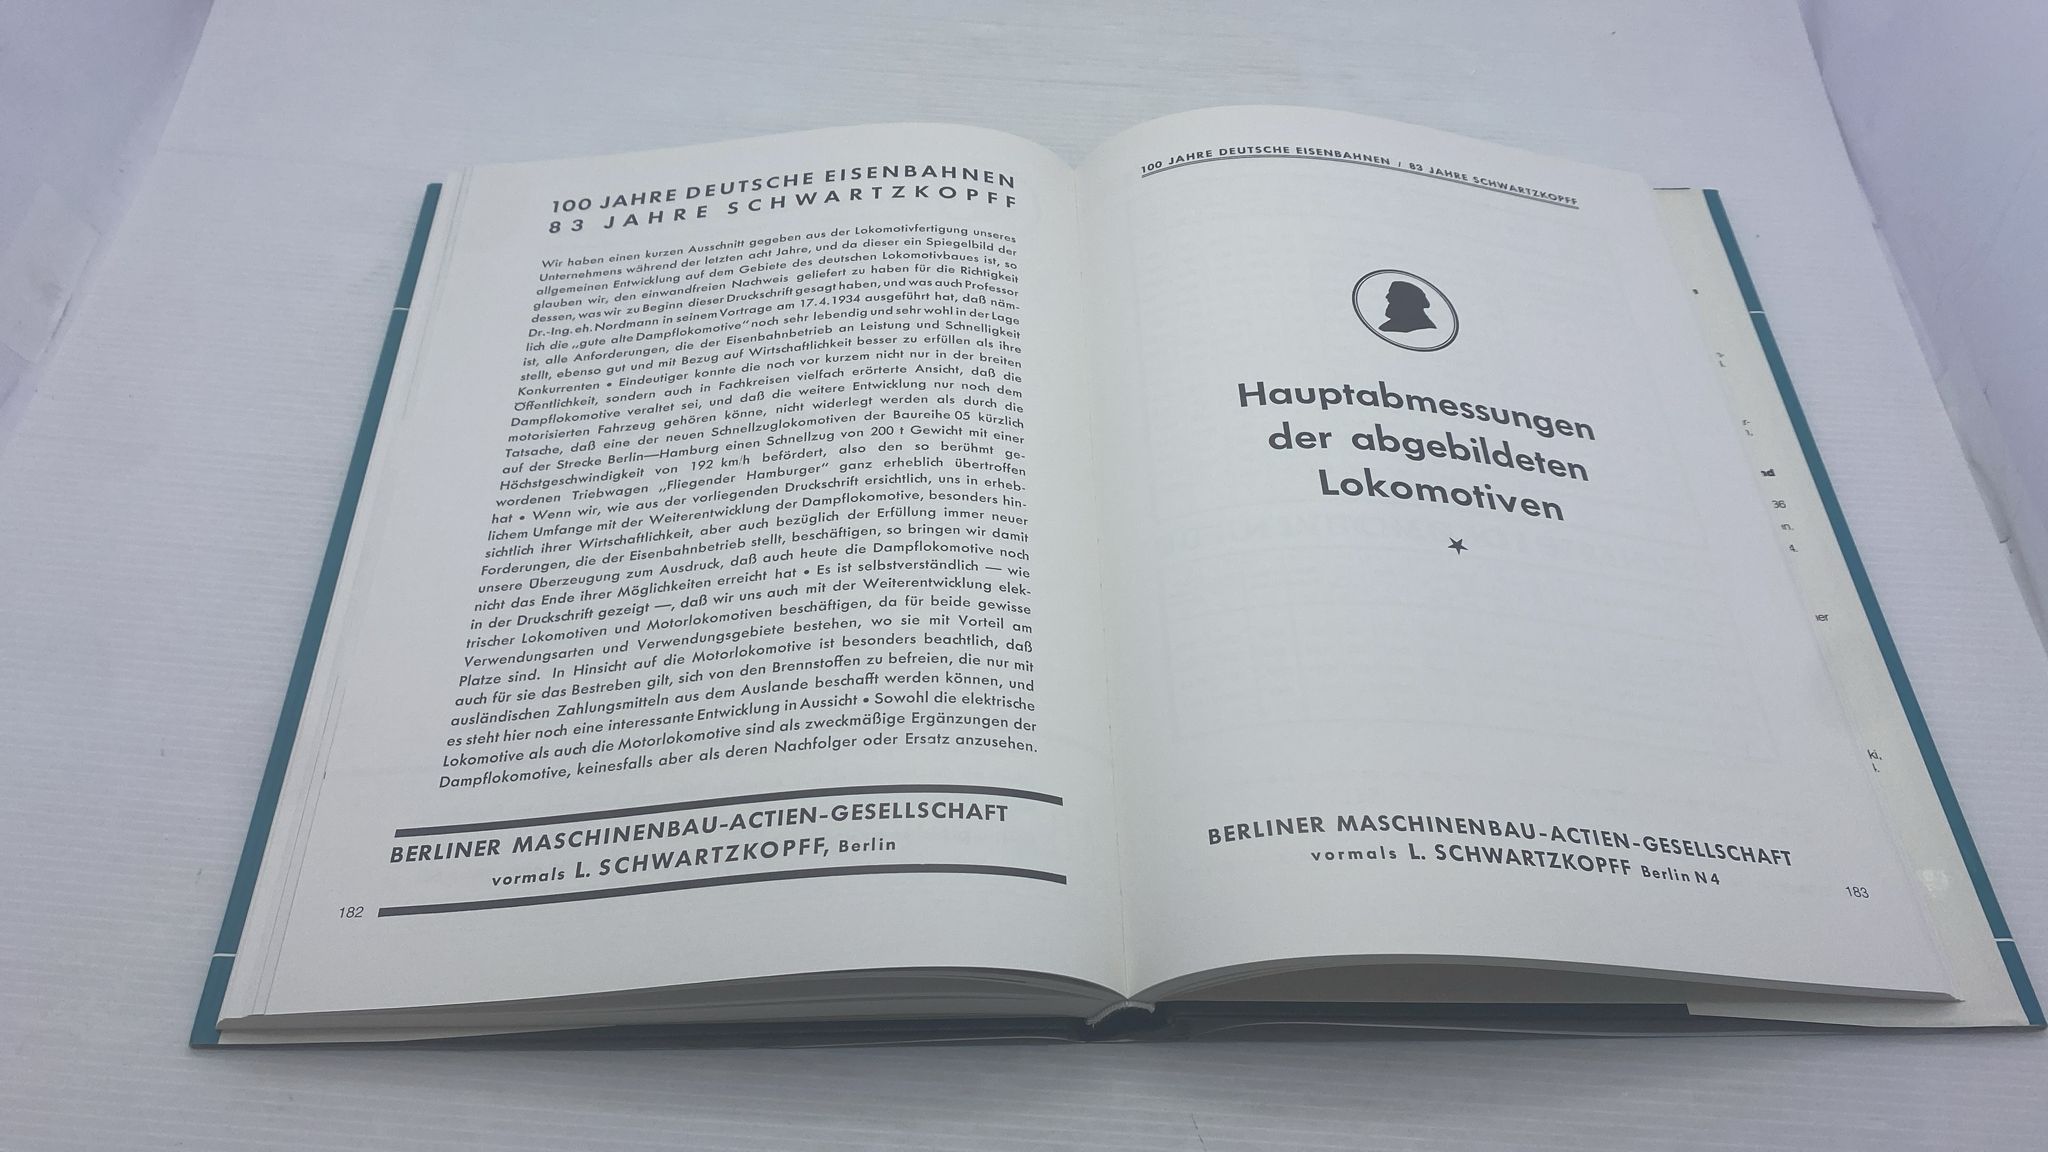 100 JAHRE DEUTSCHE EISENBAHNEN
83 JAHRE SCHWARTZKOPFF
Wir haben einen kurzen Ausschnitt gegeben aus der Lokomotivfertigung unseres
Unternehmens während der letzten acht Jahre, und da dieser ein Spiegelbild der
allgemeinen Entwicklung auf dem Gebiete des deutschen Lokomotivbaues ist, so
glauben wir, den einwandfreien Nachweis geliefert zu haben für die Richtigkeit
dessen, was wir zu Beginn dieser Druckschrift gesagt haben, und was auch Professor
Dr.-Ing. eh. Nordmann in seinem Vortrage am 17.4.1934 ausgeführt hat, daß näm-
lich die „gute alte Dampflokomotive" noch sehr lebendig und sehr wohl in der Lage
ist, alle Anforderungen, die der Eisenbahnbetrieb an Leistung und Schnelligkeit
stellt, ebenso gut und mit Bezug auf Wirtschaftlichkeit besser zu erfüllen als ihre
Konkurrenten • Eindeutiger konnte die noch vor kurzem nicht nur in der breiten
Öffentlichkeit, sondern auch in Fachkreisen vielfach erörterte Ansicht, daß die
Dampflokomotive veraltet sei, und daß die weitere Entwicklung nur noch dem
motorisierten Fahrzeug gehören könne, nicht widerlegt werden als durch die
Tatsache, daß eine der neuen Schnellzuglokomotiven der Baureihe 05 kürzlich
auf der Strecke Berlin—Hamburg einen Schnellzug von 200 t Gewicht mit einer
Höchstgeschwindigkeit von 192 km/h befördert, also den so berühmt ge-
wordenen Triebwagen „Fliegender Hamburger" ganz erheblich übertroffen
hat • Wenn wir, wie aus der vorliegenden Druckschrift ersichtlich, uns in erheb-
lichem Umfange mit der Weiterentwicklung der Dampflokomotive, besonders hin-
sichtlich ihrer Wirtschaftlichkeit, aber auch bezüglich der Erfüllung immer neuer
Forderungen, die der Eisenbahnbetrieb stellt, beschäftigen, so bringen wir damit
unsere Überzeugung zum Ausdruck, daß auch heute die Dampflokomotive noch
nicht das Ende ihrer Möglichkeiten erreicht hat • Es ist selbstverständlich — wie
in der Druckschrift gezeigt —, daß wir uns auch mit der Weiterentwicklung elek-
trischer Lokomotiven und Motorlokomotiven beschäftigen, da für beide gewisse
Verwendungsarten und Verwendungsgebiete bestehen, wo sie mit Vorteil am
Platze sind. In Hinsicht auf die Motorlokomotive ist besonders beachtlich, daß
auch für sie das Bestreben gilt, sich von den Brennstoffen zu befreien, die nur mit
ausländischen Zahlungsmitteln aus dem Auslande beschafft werden können, und
es steht hier noch eine interessante Entwicklung in Aussicht • Sowohl die elektrische
Lokomotive als auch die Motorlokomotive sind als zweckmäßige Ergänzungen der
Dampflokomotive, keinesfalls aber als deren Nachfolger oder Ersatz anzusehen.
BERLINER MASCHINENBAU-ACTIEN-GESELLSCHAFT
vormals L. SCHWARTZKOPFF, Berlin
182
100 JAHRE DEUTSCHE EISENBAHNEN / 83 JAHRE SCHWARTZKOPFF
Hauptabmessungen
der abgebildeten
Lokomotiven
BERLINER MASCHINENBAU-ACTIEN-GESELLSCHAFT
vormals L. SCHWARTZKOPFF Berlin N 4
183
36